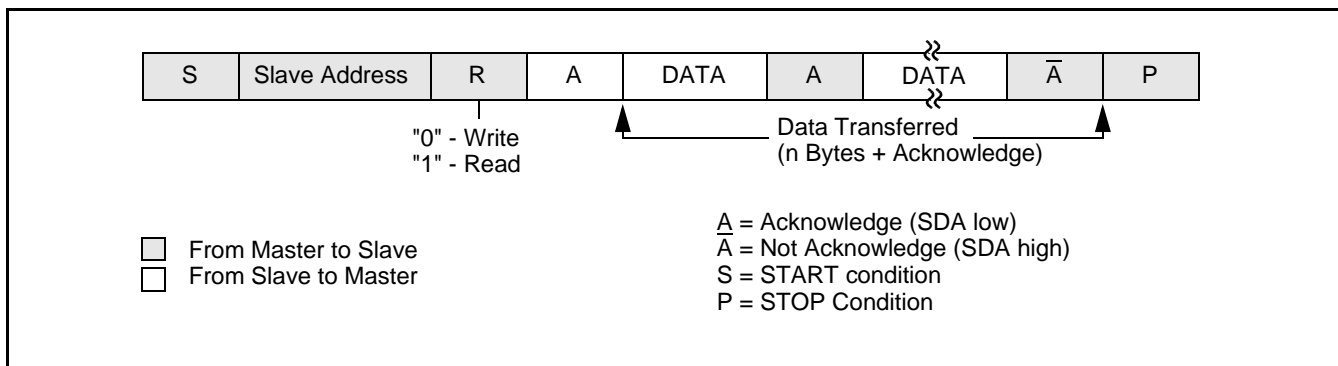 S Slave Address R A DATA A DATA A̅ P
"0" - Write
"1" - Read
Data Transferred
(n Bytes + Acknowledge)
From Master to Slave
From Slave to Master
A = Acknowledge (SDA low)
A̅ = Not Acknowledge (SDA high)
S = START condition
P = STOP Condition